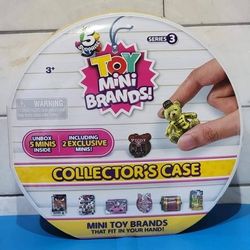 5
SURPRISE
SERIES 3
TOY
MINI
BRANDS!
3+
WARNING
UNBOX
5 MINIS
INSIDE
INCLUDING
2 EXCLUSIVE
MINIS!
COLLECTOR'S CASE
MINI TOY BRANDS
THAT FIT IN YOUR HAND!